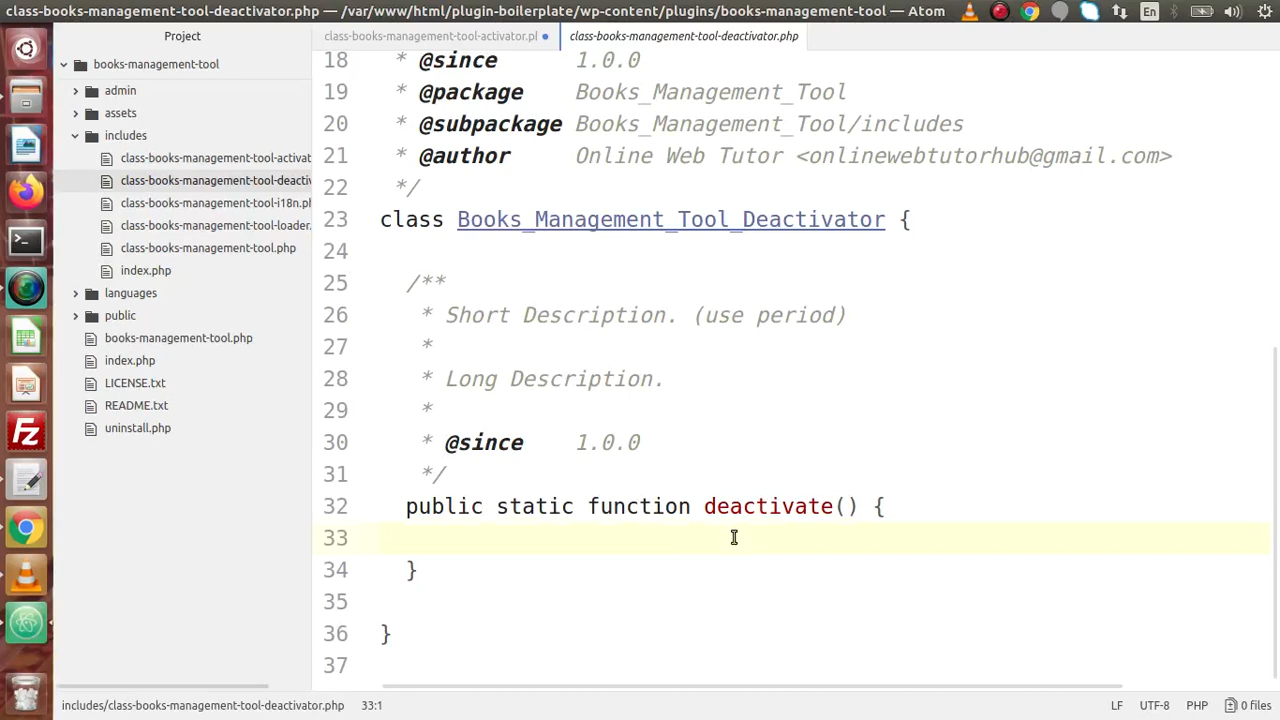 class-books-management-tool-deactivator.php — /var/www/html/plugin-boilerplate/wp-content/plugins/books-management-tool — Atom
En
Project
class-books-management-tool-activator.pl
class-books-management-tool-deactivator.php
books-management-tool
admin
assets
includes
class-books-management-tool-activat
class-books-management-tool-deactiv
class-books-management-tool-i18n.ph
class-books-management-tool-loader.
class-books-management-tool.php
index.php
languages
public
books-management-tool.php
index.php
LICENSE.txt
README.txt
uninstall.php
18 * @since 1.0.0
19 * @package Books_Management_Tool
20 * @subpackage Books_Management_Tool/includes
21 * @author Online Web Tutor <onlinewebtutorhub@gmail.com>
22 */
23 class Books_Management_Tool_Deactivator {
24
25 /**
26 * Short Description. (use period)
27 *
28 * Long Description.
29 *
30 * @since 1.0.0
31 */
32 public static function deactivate() {
33
34 }
35
36 }
37
includes/class-books-management-tool-deactivator.php 33:1
LF UTF-8 PHP 0 files